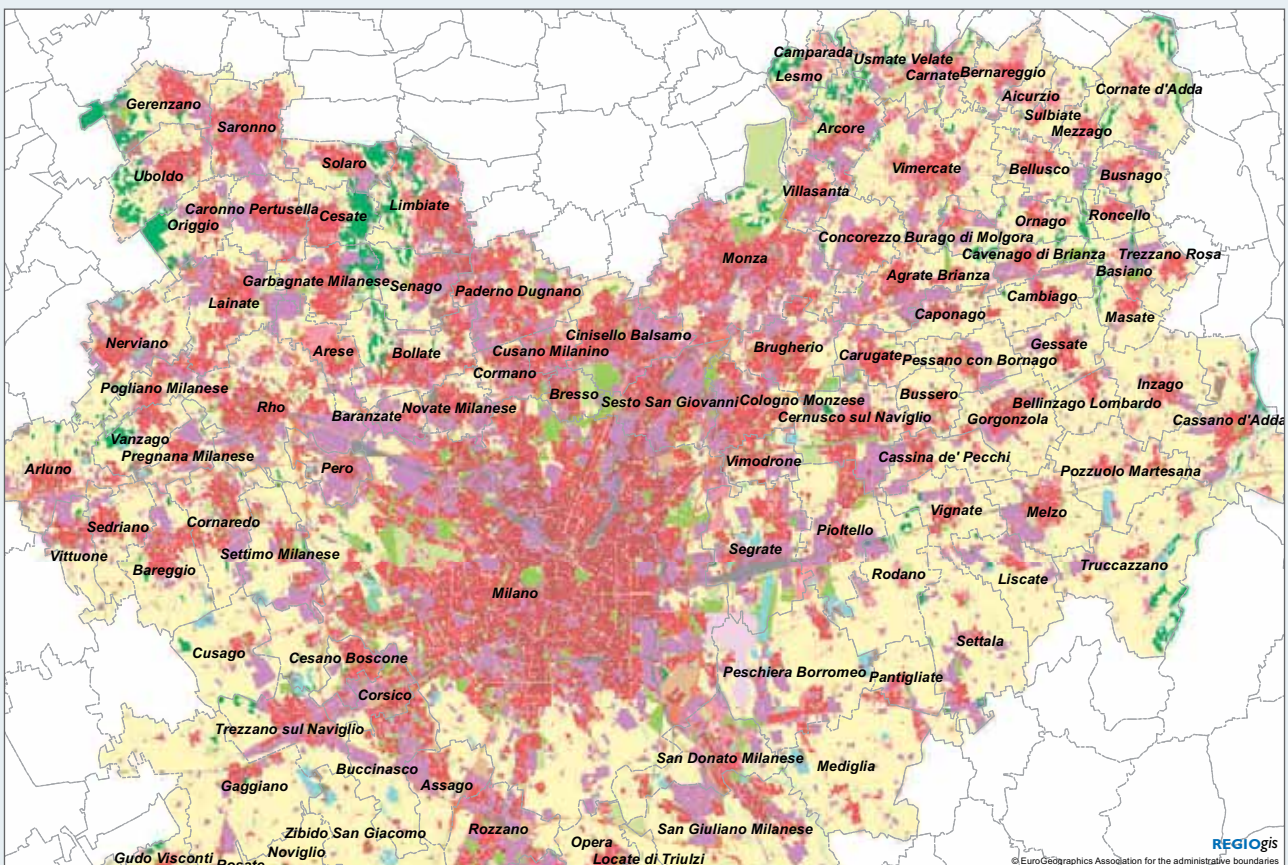 Camparada
Usmate Velate
Lesmo
Carnate
Bernareggio
Cornate d'Adda
Gerenzano
Aicurzio
Saronno
Sulbiate
Arcore
Mezzago
Solaro
Vimercate
Bellusco
Busnago
Uboldo
Villasanta
Limbiate
Caronno Pertusella
Cesate
Ornago
Roncello
Origgio
Concorezzo
Burago di Molgora
Monza
Cavenago di Brianza
Trezzano Rosa
Basiano
Agrate Brianza
Garbagnate Milanese
Senago
Paderno Dugnano
Cambiago
Lainate
Caponago
Masate
Cinisello Balsamo
Nerviano
Arese
Bollate
Cusano Milanino
Brugherio
Carugate
Pessano con Bornago
Gessate
Cormano
Pogliano Milanese
Inzago
Bresso
Sesto San Giovanni
Cologno Monzese
Bussero
Bellinzago Lombardo
Rho
Baranzate
Novate Milanese
Cernusco sul Naviglio
Gorgonzola
Cassano d'Adda
Vanzago
Pregnana Milanese
Arluno
Pero
Vimodrone
Cassina de' Pecchi
Pozzuolo Martesana
Sedriano
Cornaredo
Vignate
Melzo
Pioltello
Vittuone
Settimo Milanese
Segrate
Bareggio
Rodano
Liscate
Truccazzano
Milano
Settala
Cusago
Cesano Boscone
Peschiera Borromeo
Pantigliate
Corsico
Trezzano sul Naviglio
San Donato Milanese
Mediglia
Buccinasco
Gaggiano
Assago
Zibido San Giacomo
Rozzano
San Giuliano Milanese
Opera
Noviglio
Gudo Visconti
Locate di Triulzi
REGIOgis
© EuroGeographics Association for the administrative boundaries